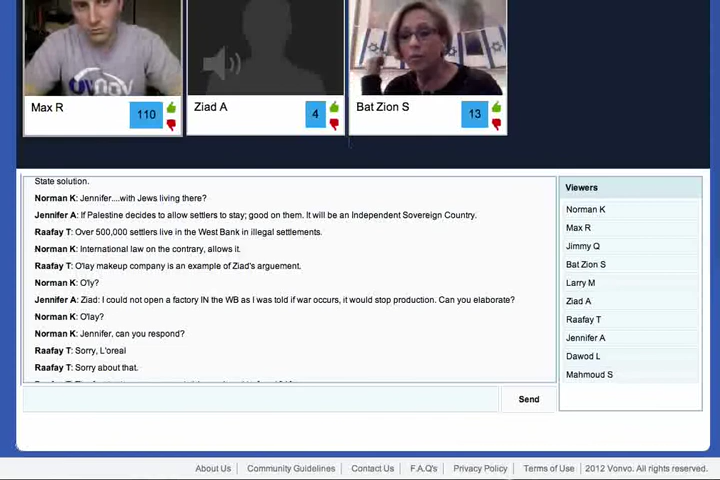 Max R
110
Ziad A
4
Bat Zion S
13
State solution.
Norman K: Jennifer....with Jews living there?
Jennifer A: If Palestine decides to allow settlers to stay; good on them. It will be an Independent Sovereign Country.
Raafay T: Over 500,000 settlers live in the West Bank in illegal settlements.
Norman K: International law on the contrary, allows it.
Raafay T: O'lay makeup company is an example of Ziad's arguement.
Norman K: O'ly?
Jennifer A: Ziad: I could not open a factory IN the WB as I was told if war occurs, it would stop production. Can you elaborate?
Norman K: O'lay?
Norman K: Jennifer, can you respond?
Raafay T: Sorry, L'oreal
Raafay T: Sorry about that.
Send
Viewers
Norman K
Max R
Jimmy Q
Bat Zion S
Larry M
Ziad A
Raafay T
Jennifer A
Dawod L
Mahmoud S
About Us | Community Guidelines | Contact Us | F.A.Q's | Privacy Policy | Terms of Use | 2012 Vonvo. All rights reserved.